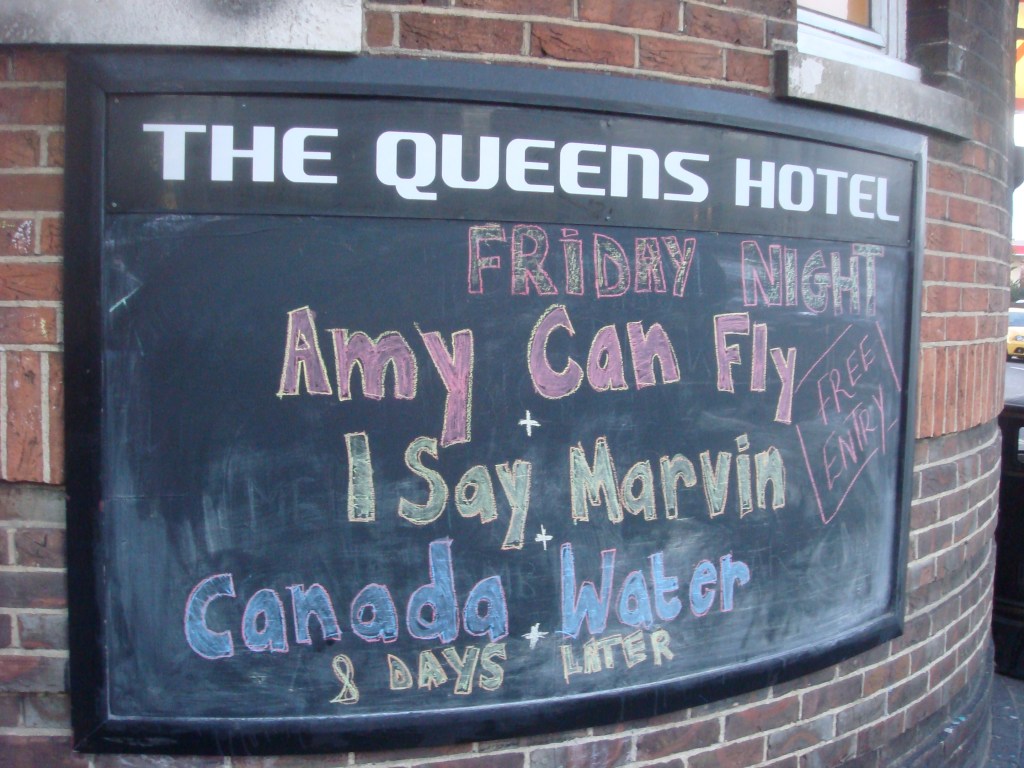 THE QUEENS HOTEL
FRiDAY NIGHT
Amy Can Fly
+
FREE
ENTRY
I Say Marvin
+
Canada Water
+
8 DAYS LATER